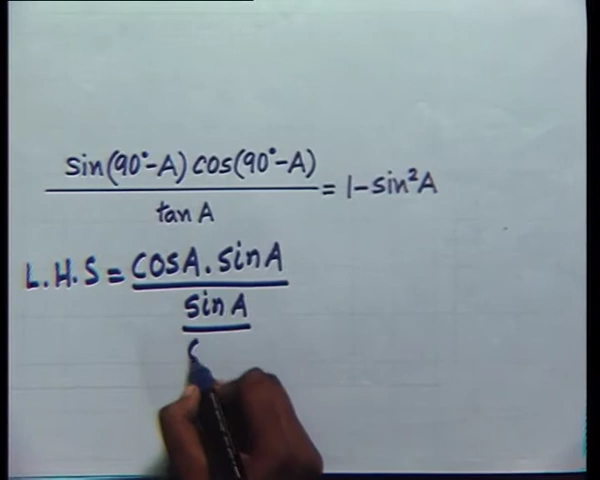 sin(90°-A) cos(90°-A)
tan A
= 1-sin²A
L.H.S = cosA.sinA
sin A